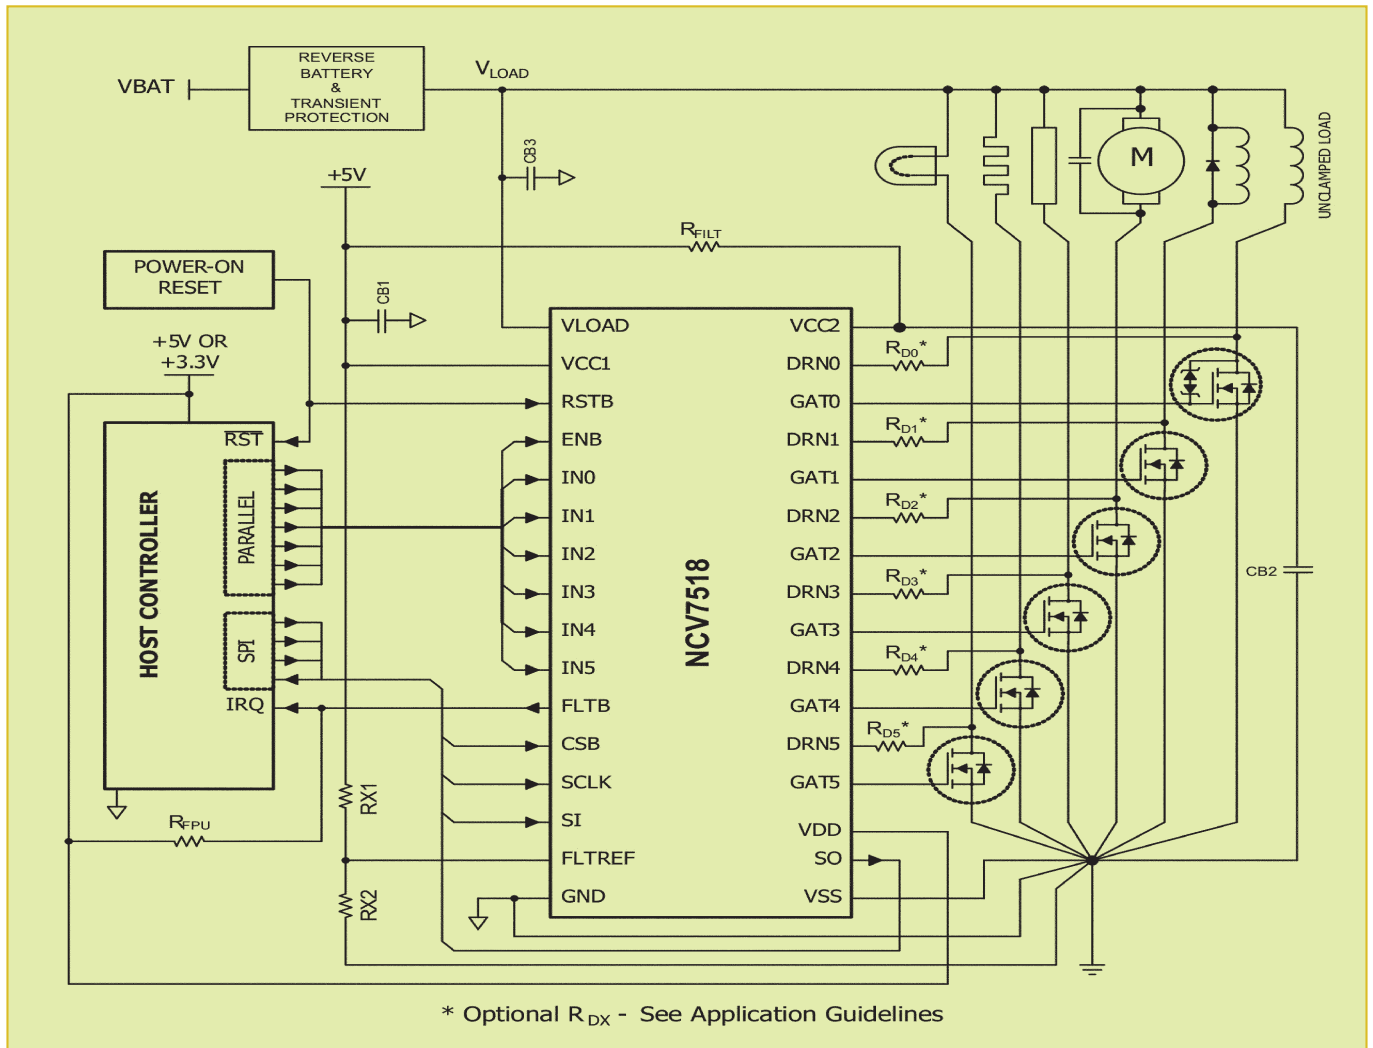 REVERSE
BATTERY
&
TRANSIENT
PROTECTION
VBAT
VLOAD
CB3
+5V
M
UNCLAMPED LOAD
RFILT
POWER-ON
RESET
CB1
+5V OR
+3.3V
HOST CONTROLLER
RST
PARALLEL
SPI
IRQ
RFPU
RX1
RX2
NCV7518
VLOAD
VCC1
RSTB
ENB
IN0
IN1
IN2
IN3
IN4
IN5
FLTB
CSB
SCLK
SI
FLTREF
GND
VCC2
DRN0
GAT0
DRN1
GAT1
DRN2
GAT2
DRN3
GAT3
DRN4
GAT4
DRN5
GAT5
VDD
SO
VSS
RD0*
RD1*
RD2*
RD3*
RD4*
RD5*
CB2
* Optional RDX - See Application Guidelines